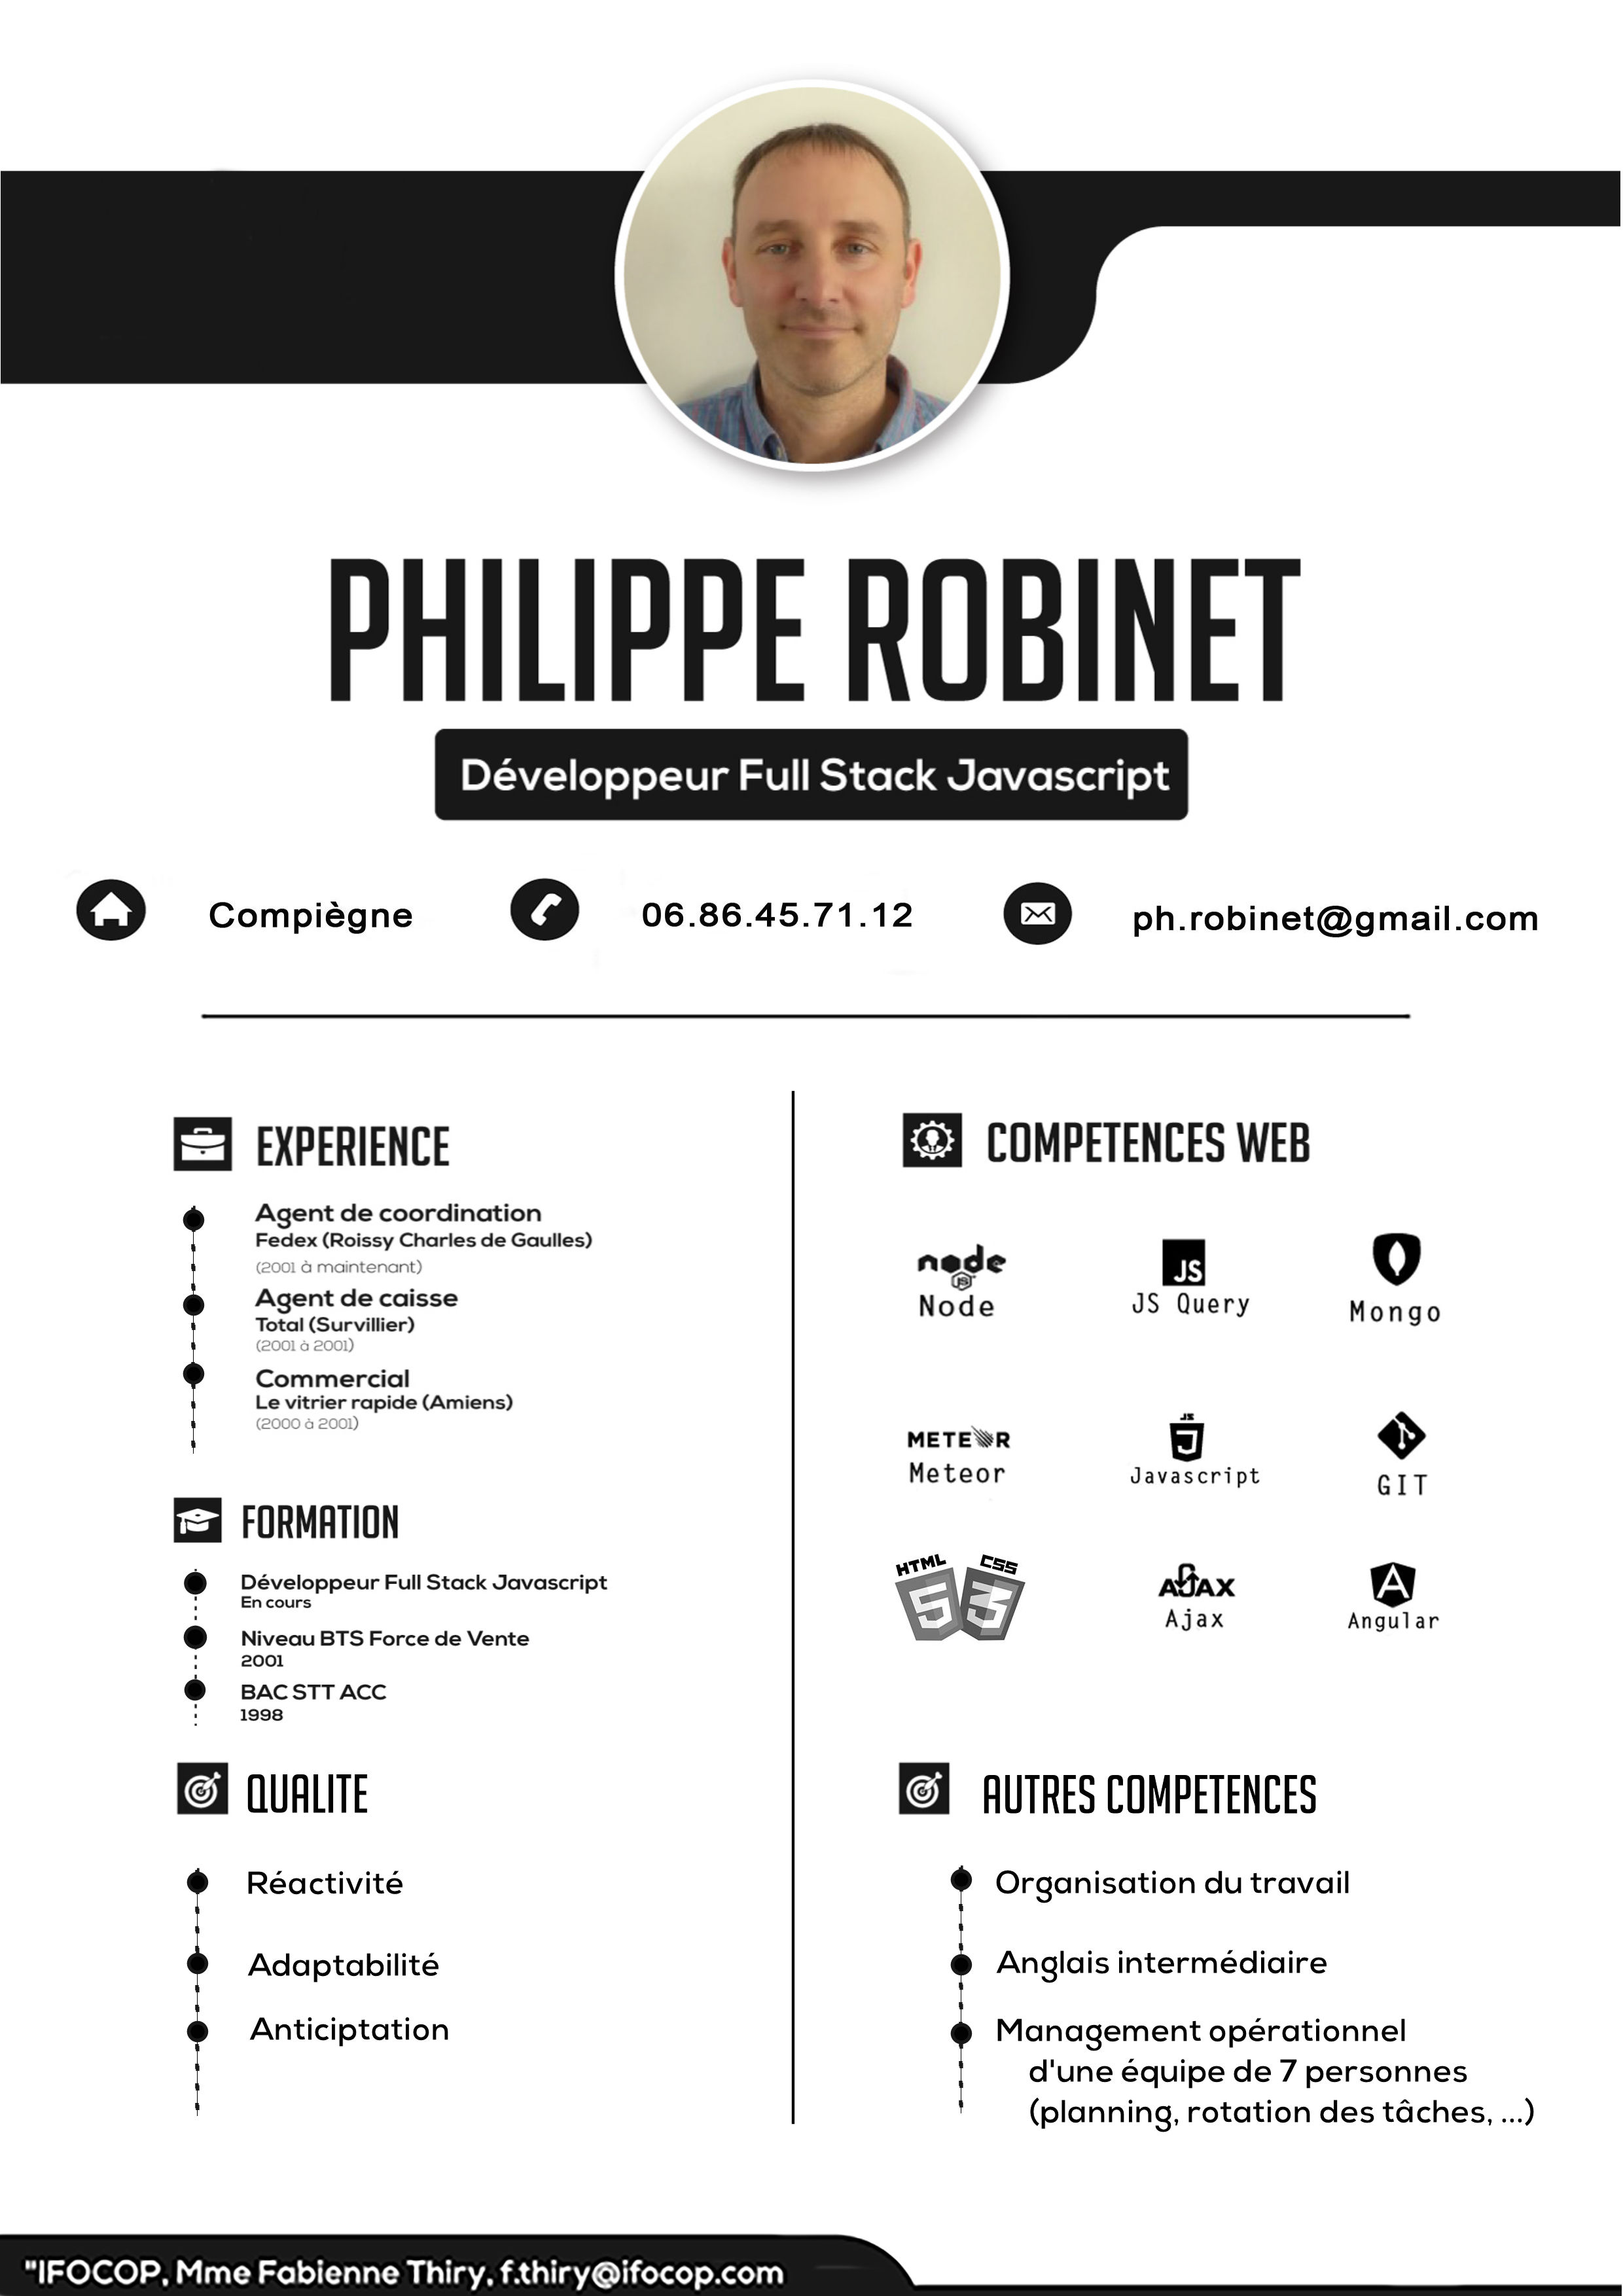 PHILIPPE ROBINET
Développeur Full Stack Javascript
Compiègne
06.86.45.71.12
ph.robinet@gmail.com
EXPERIENCE
Agent de coordination
Fedex (Roissy Charles de Gaulles)
(2001 à maintenant)
Agent de caisse
Total (Survillier)
(2001 à 2001)
Commercial
Le vitrier rapide (Amiens)
(2000 à 2001)
FORMATION
Développeur Full Stack Javascript
En cours
Niveau BTS Force de Vente
2001
BAC STT ACC
1998
QUALITE
Réactivité
Adaptabilité
Anticiptation
COMPETENCES WEB
node
JS
Node
JS
JS Query
Mongo
METEOR
Meteor
JS
Javascript
GIT
HTML
5
CSS
3
AJAX
Ajax
A
Angular
AUTRES COMPETENCES
Organisation du travail
Anglais intermédiaire
Management opérationnel
d'une équipe de 7 personnes
(planning, rotation des tâches, ...)
"IFOCOP, Mme Fabienne Thiry, f.thiry@ifocop.com